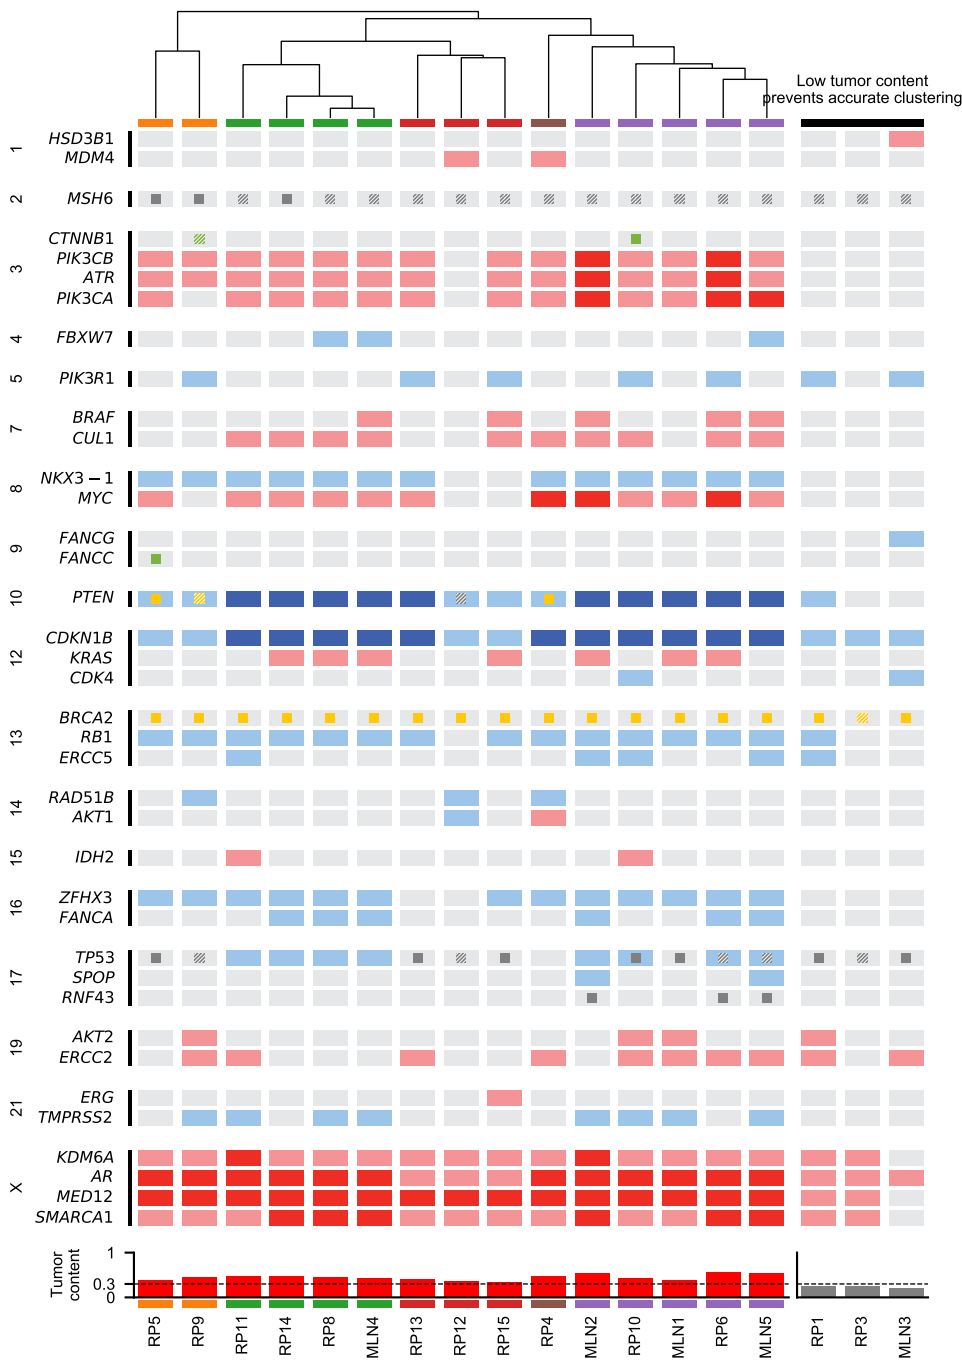 Low tumor content
prevents accurate clustering
1
HSD3B1
MDM4
2
MSH6
3
CTNNB1
PIK3CB
ATR
PIK3CA
4
FBXW7
5
PIK3R1
7
BRAF
CUL1
8
NKX3 − 1
MYC
9
FANCG
FANCC
10
PTEN
12
CDKN1B
KRAS
CDK4
13
BRCA2
RB1
ERCC5
14
RAD51B
AKT1
15
IDH2
16
ZFHX3
FANCA
17
TP53
SPOP
RNF43
19
AKT2
ERCC2
21
ERG
TMPRSS2
X
KDM6A
AR
MED12
SMARCA1
Tumor
content
1
0.3
0
RP5
RP9
RP11
RP14
RP8
MLN4
RP13
RP12
RP15
RP4
MLN2
RP10
MLN1
RP6
MLN5
RP1
RP3
MLN3